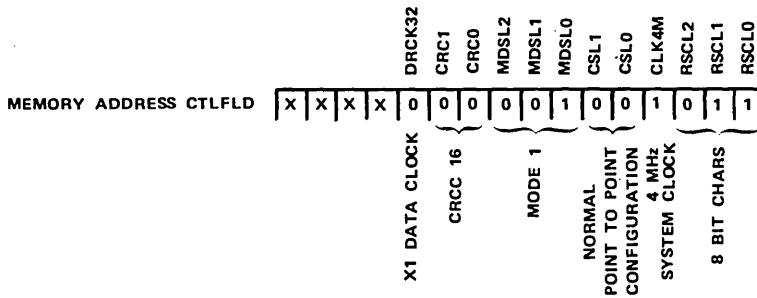 DRCK32
CRC1
CRC0
MDSL2
MDSL1
MDSL0
CSL1
CSL0
CLK4M
RSCL2
RSCL1
RSCL0
MEMORY ADDRESS CTLFLD X X X X 0 0 0 0 0 1 0 0 1 0 1 1
X1 DATA CLOCK
CRCC 16
MODE 1
NORMAL
POINT TO POINT
CONFIGURATION
4 MHz
SYSTEM CLOCK
8 BIT CHARS